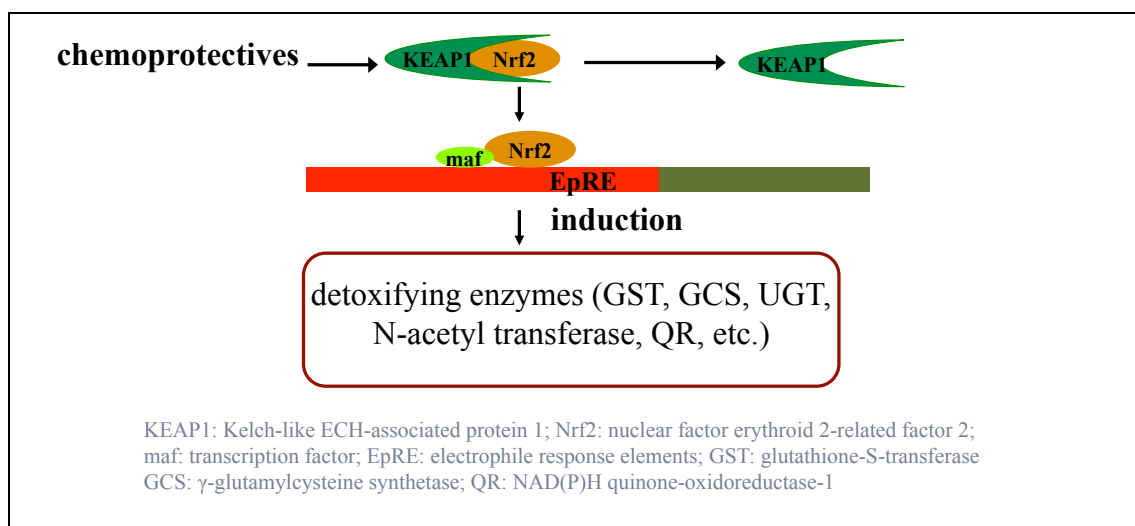 chemoprotectives
KEAP1 Nrf2
KEAP1
maf Nrf2
EpRE
induction
detoxifying enzymes (GST, GCS, UGT,
N-acetyl transferase, QR, etc.)
KEAP1: Kelch-like ECH-associated protein 1; Nrf2: nuclear factor erythroid 2-related factor 2;
maf: transcription factor; EpRE: electrophile response elements; GST: glutathione-S-transferase
GCS: γ-glutamylcysteine synthetase; QR: NAD(P)H quinone-oxidoreductase-1